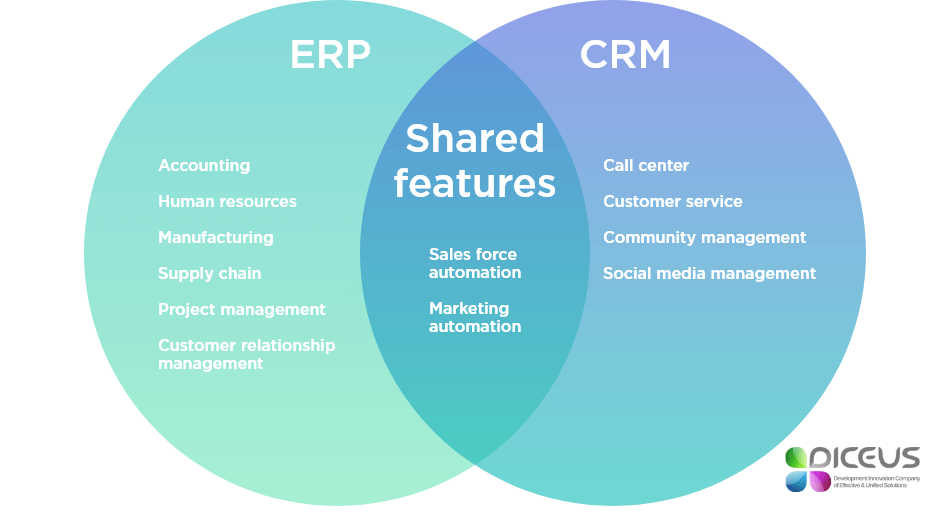 ERP
CRM
Shared
features
Accounting
Human resources
Manufacturing
Supply chain
Project management
Customer relationship
management
Sales force
automation
Marketing
automation
Call center
Customer service
Community management
Social media management
DICEUS
Development Innovation Company
of Effective & Unified Solutions